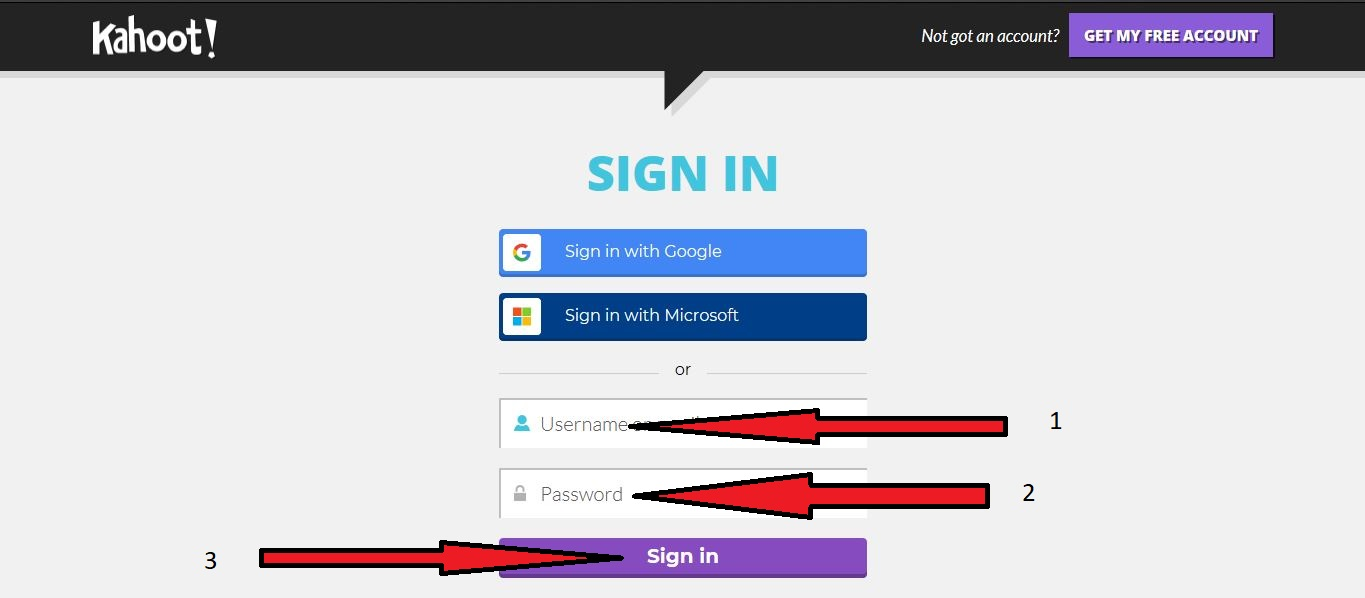 Kahoot!
Not got an account?
GET MY FREE ACCOUNT
SIGN IN
Sign in with Google
Sign in with Microsoft
or
Username
1
Password
2
3
Sign in